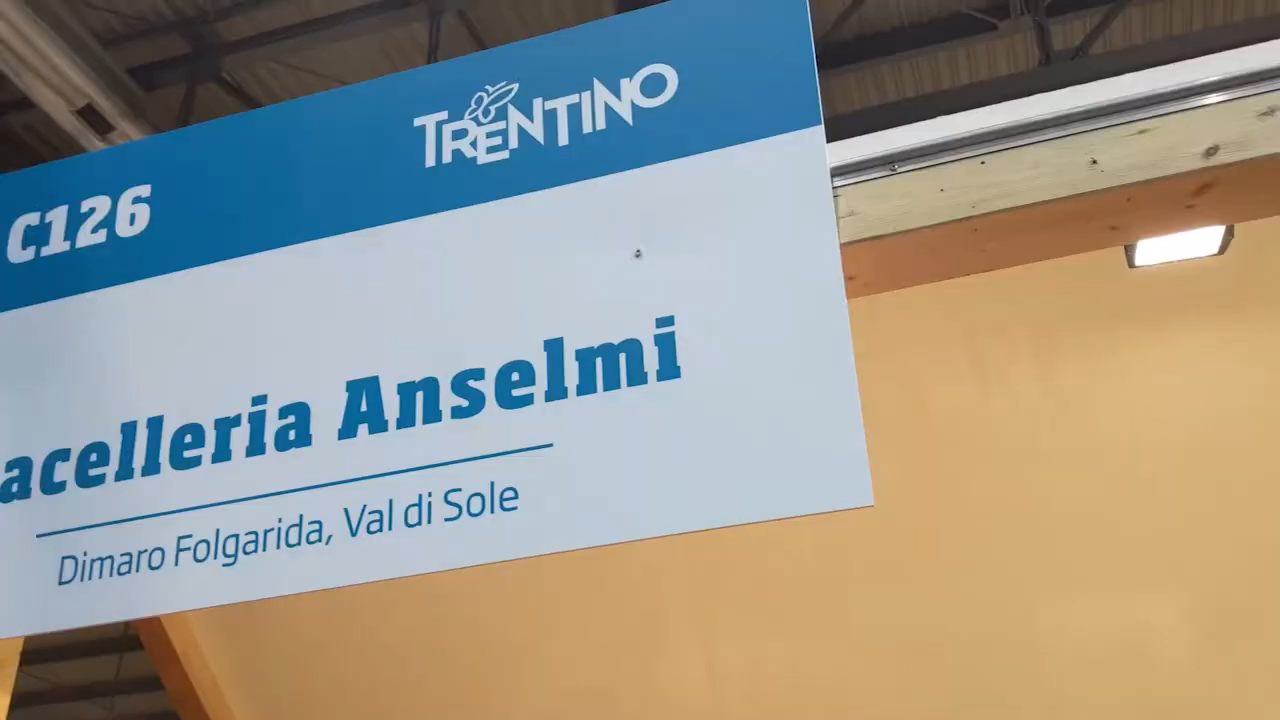 TRENTINO
C126
acelleria Anselmi
Dimaro Folgarida, Val di Sole